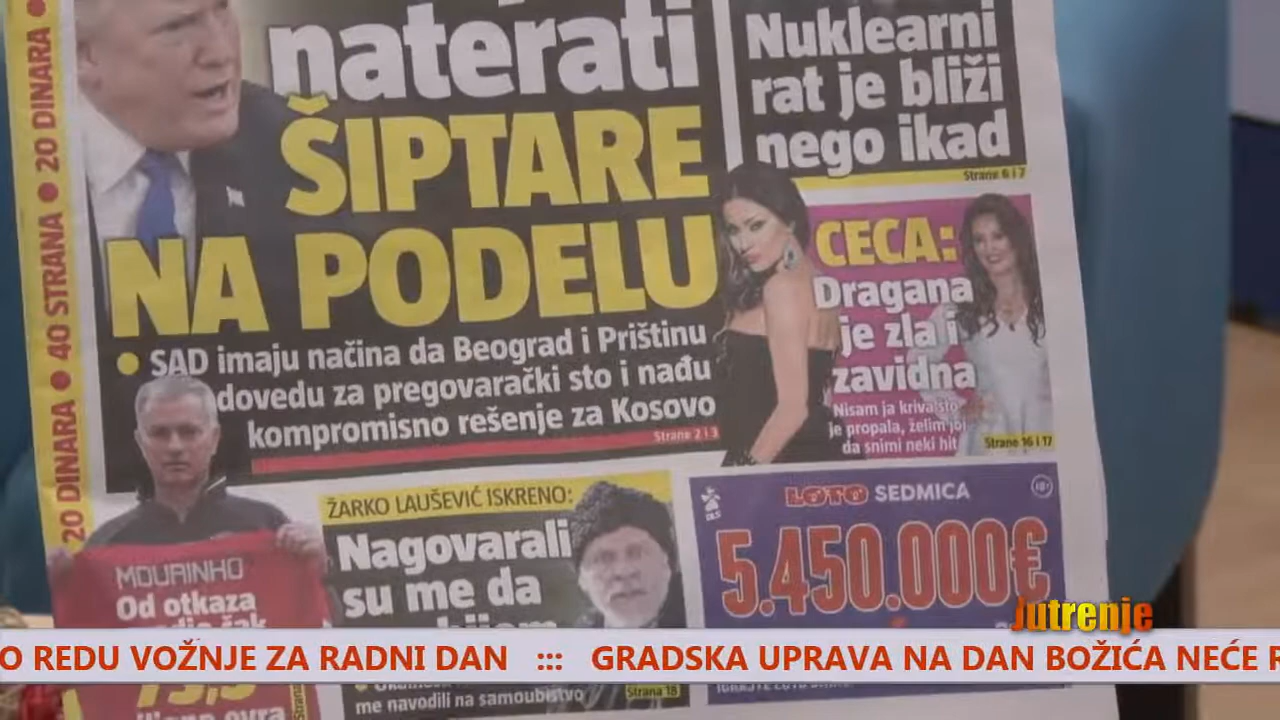 20 DINARA ● 40 STRANA ● 20 DINARA ● 20 DINARA
naterati
ŠIPTARE
NA PODELU
● SAD imaju načina da Beograd i Prištinu
dovedu za pregovarački sto i nađu
kompromisno rešenje za Kosovo
Strane 2 i 3
Nuklearni
rat je bliži
nego ikad
Strane 6 i 7
CECA:
Dragana
je zla i
zavidna
Nisam ja kriva što
je propala, želim joj
da snimi neki hit
Strane 16 i 17
MOURINHO
Od otkaza
ŽARKO LAUŠEVIĆ ISKRENO:
Nagovarali
su me da
me navodili na samoubistvo
Strana 18
LOTO SEDMICA
18+
DLS
5.450.000€
Jutrenje
O REDU VOŽNJE ZA RADNI DAN ::: GRADSKA UPRAVA NA DAN BOŽIĆA NEĆE R